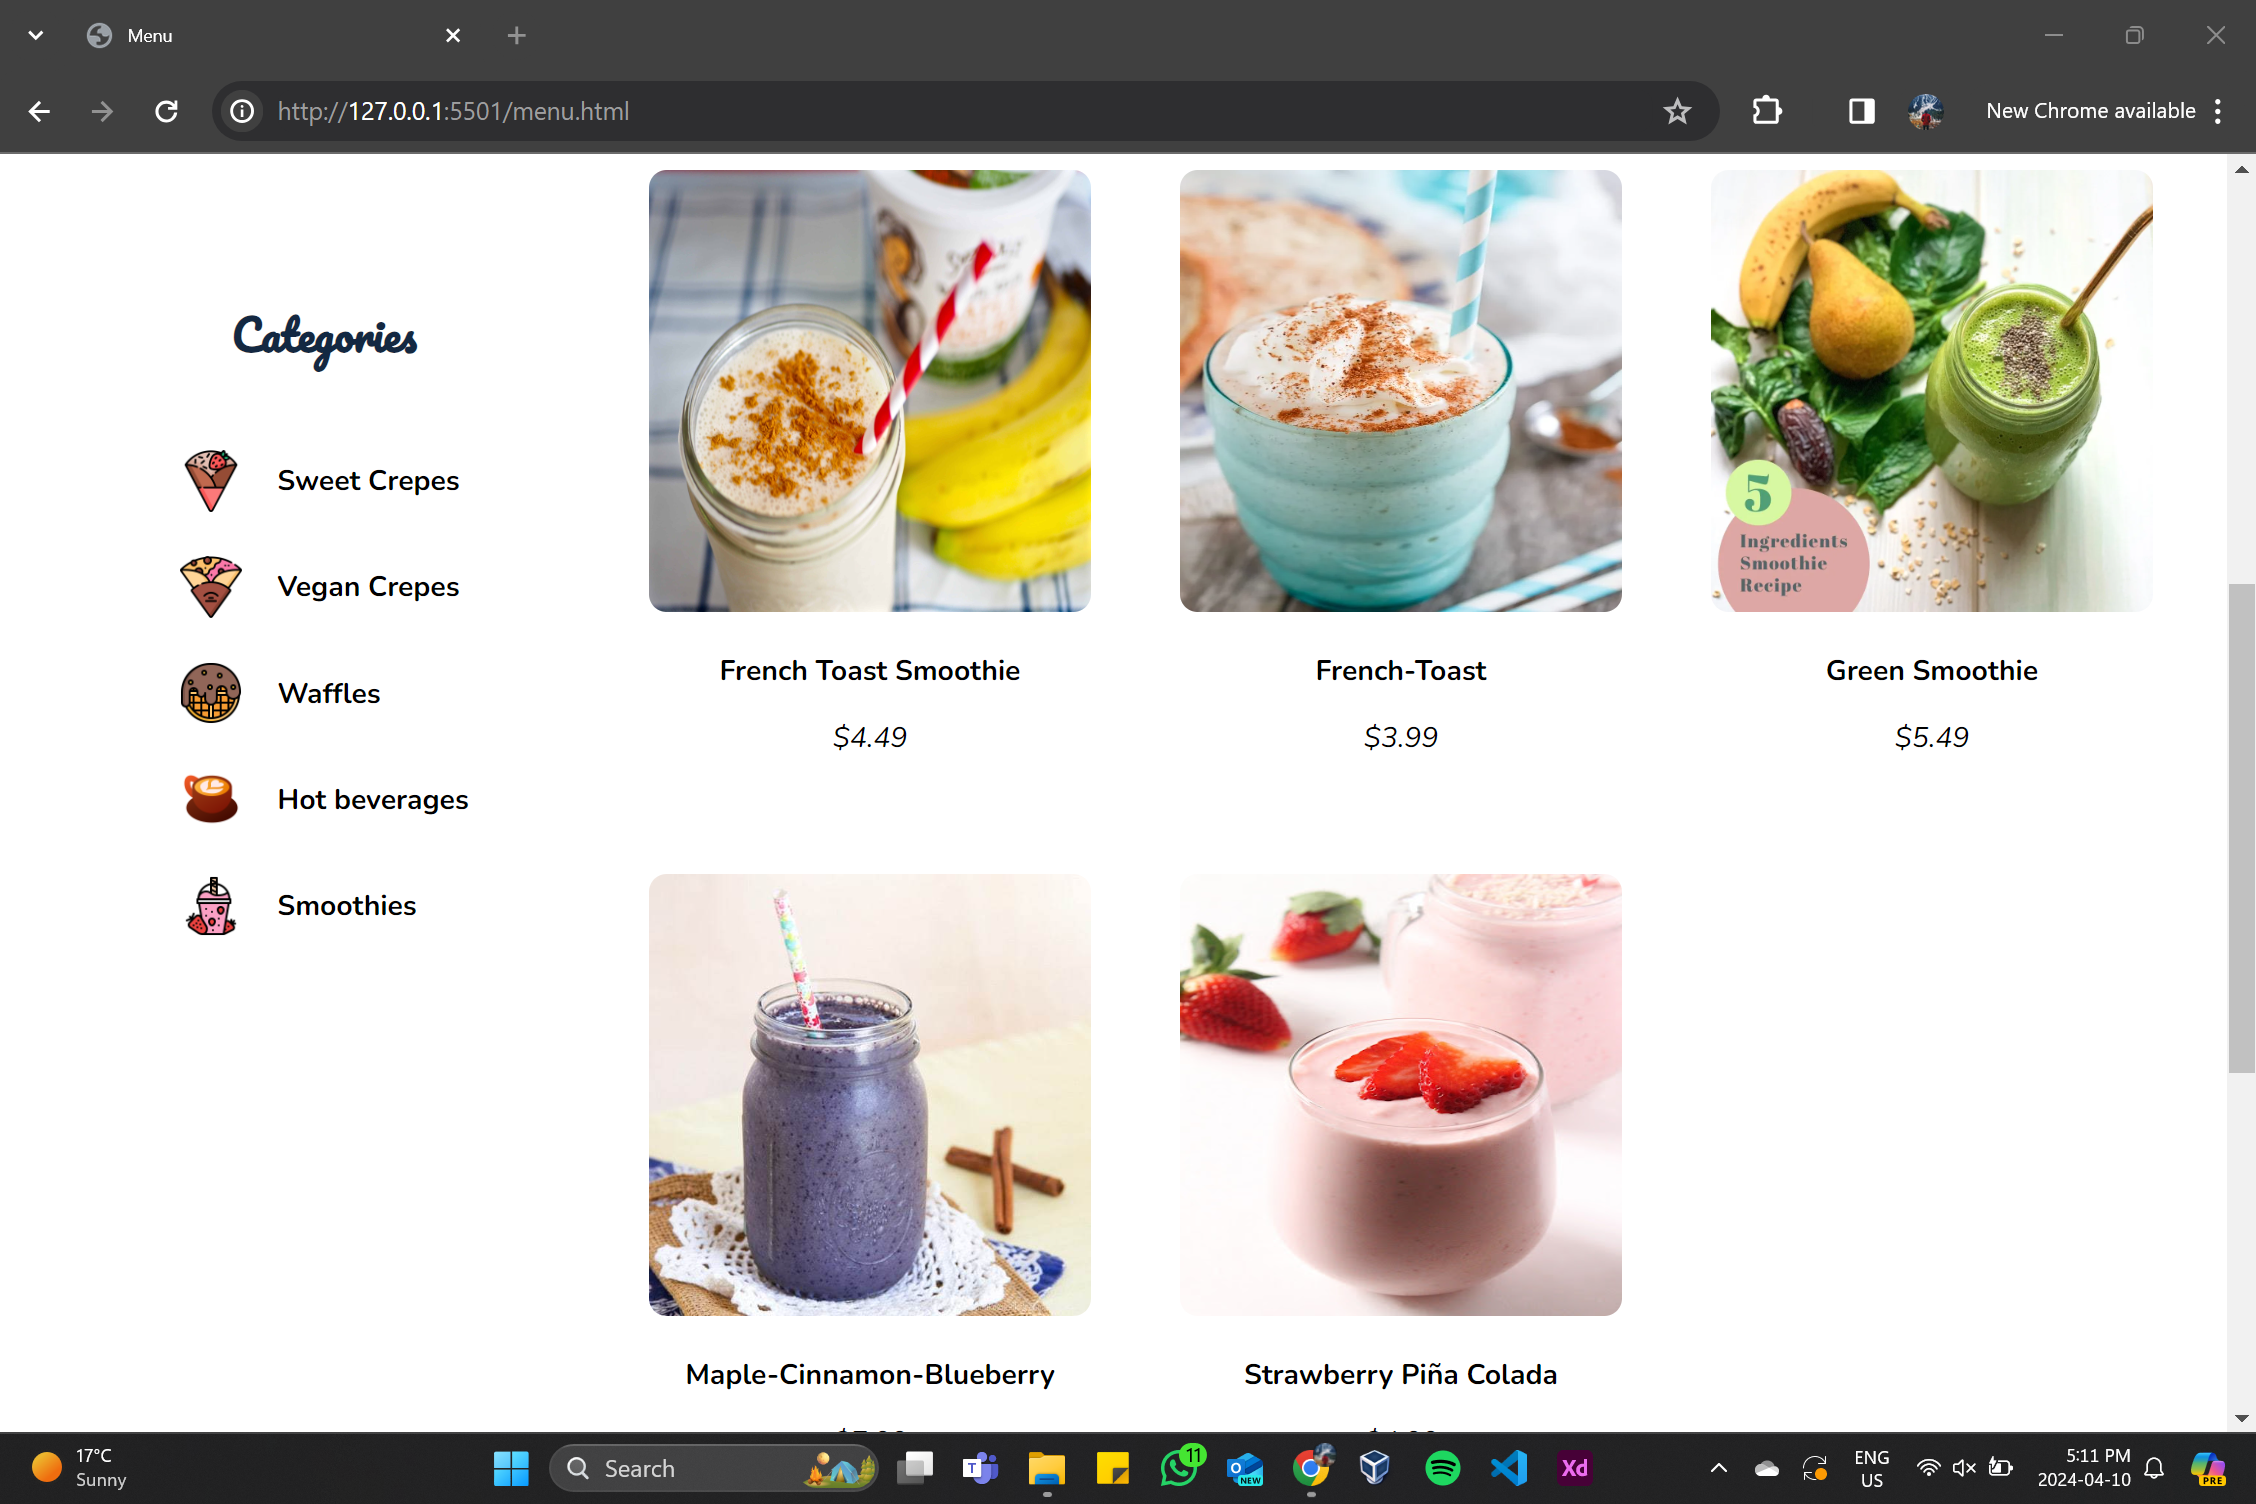 Menu
http://127.0.0.1:5501/menu.html
New Chrome available
Categories
Sweet Crepes
Vegan Crepes
Waffles
Hot beverages
Smoothies
5
Ingredients
Smoothie
Recipe
French Toast Smoothie
French-Toast
Green Smoothie
$4.49
$3.99
$5.49
Maple-Cinnamon-Blueberry
Strawberry Piña Colada
17°C
Sunny
Search
T
11
NEW
Xd
ENG
US
5:11 PM
2024-04-10
PRE